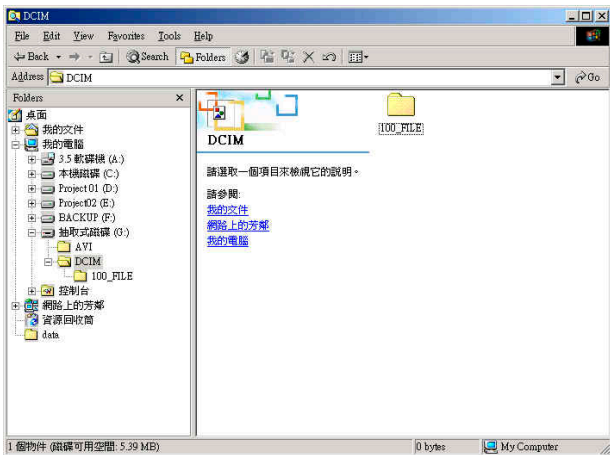 DCIM
File Edit View Favorites Tools Help
Back Search Folders
Address DCIM Go
Folders
桌面
我的文件
我的電腦
3.5 軟碟機 (A:)
本機磁碟 (C:)
Project 01 (D:)
Project02 (E:)
BACKUP (F:)
抽取式磁碟 (G:)
AVI
DCIM
100_FILE
控制台
網路上的芳鄰
資源回收筒
data
DCIM
請選取一個項目來檢視它的說明。
請參閱:
我的文件
網路上的芳鄰
我的電腦
100_FILE
1 個物件 (磁碟可用空間: 5.39 MB) 0 bytes My Computer